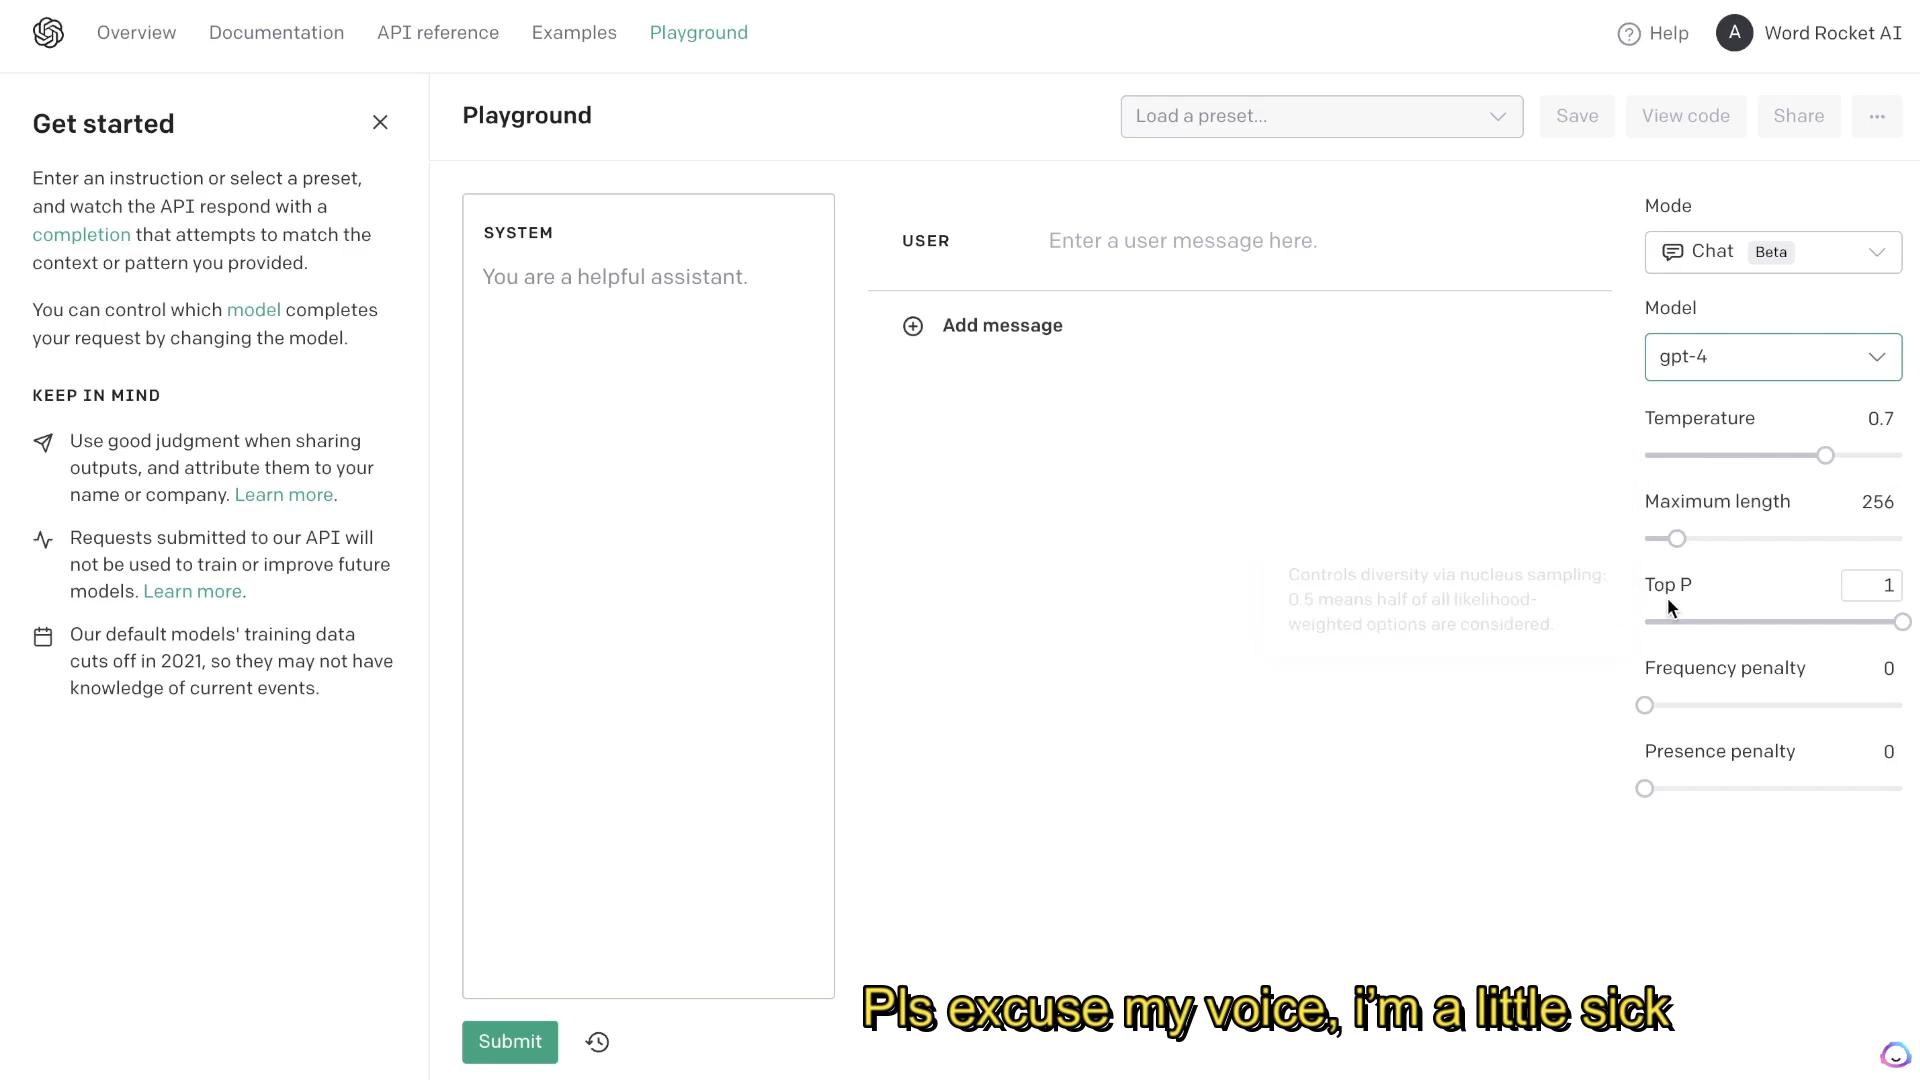 Overview Documentation API reference Examples Playground Help A Word Rocket AI
Get started
Enter an instruction or select a preset,
and watch the API respond with a
completion that attempts to match the
context or pattern you provided.
You can control which model completes
your request by changing the model.
KEEP IN MIND
Use good judgment when sharing
outputs, and attribute them to your
name or company. Learn more.
Requests submitted to our API will
not be used to train or improve future
models. Learn more.
Our default models' training data
cuts off in 2021, so they may not have
knowledge of current events.
Playground
Load a preset...
Save
View code
Share
SYSTEM
You are a helpful assistant.
USER Enter a user message here.
Add message
Mode
Chat Beta
Model
gpt-4
Temperature 0.7
Maximum length 256
Controls diversity via nucleus sampling:
0.5 means half of all likelihood-
weighted options are considered.
Top P 1
Frequency penalty 0
Presence penalty 0
Submit
Pls excuse my voice, i'm a little sick